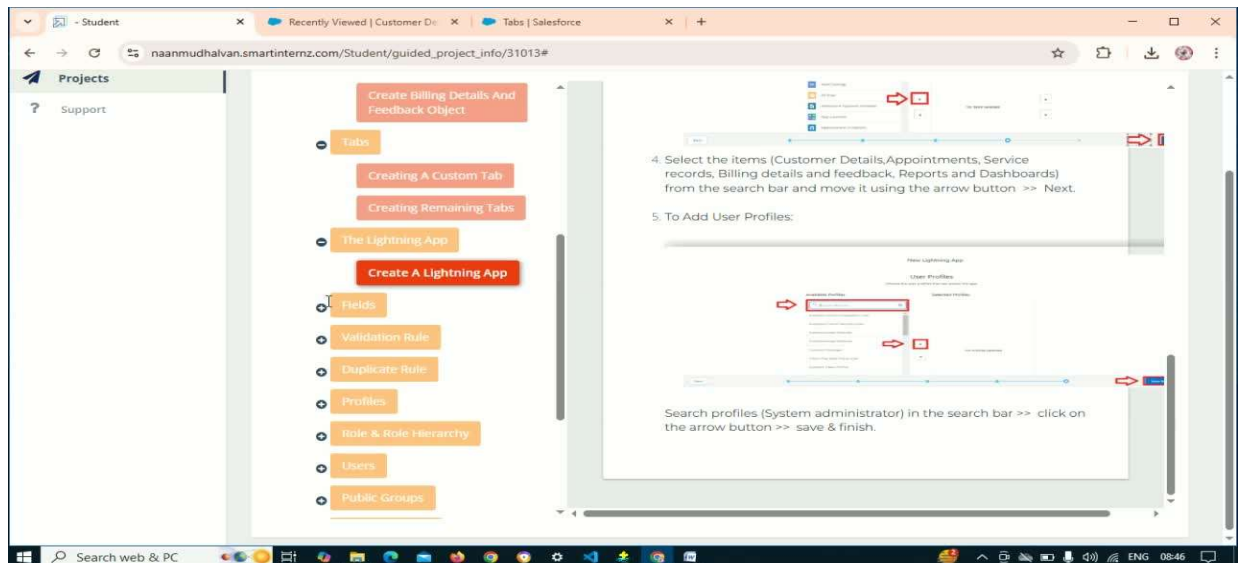 - Student
Recently Viewed | Customer De
Tabs | Salesforce
naanmudhalvan.smartinternz.com/Student/guided_project_info/31013#
Projects
? Support
Create Billing Details And
Feedback Object
Tabs
Creating A Custom Tab
Creating Remaining Tabs
The Lightning App
Create A Lightning App
Fields
Validation Rule
Duplicate Rule
Profiles
Role & Role Hierarchy
Users
Public Groups
4. Select the items (Customer Details,Appointments, Service
records, Billing details and feedback, Reports and Dashboards)
from the search bar and move it using the arrow button >> Next.
5. To Add User Profiles:
New Lightning App
User Profiles
Search profiles (System administrator) in the search bar >> click on
the arrow button >> save & finish.
Search web & PC
ENG 08:46